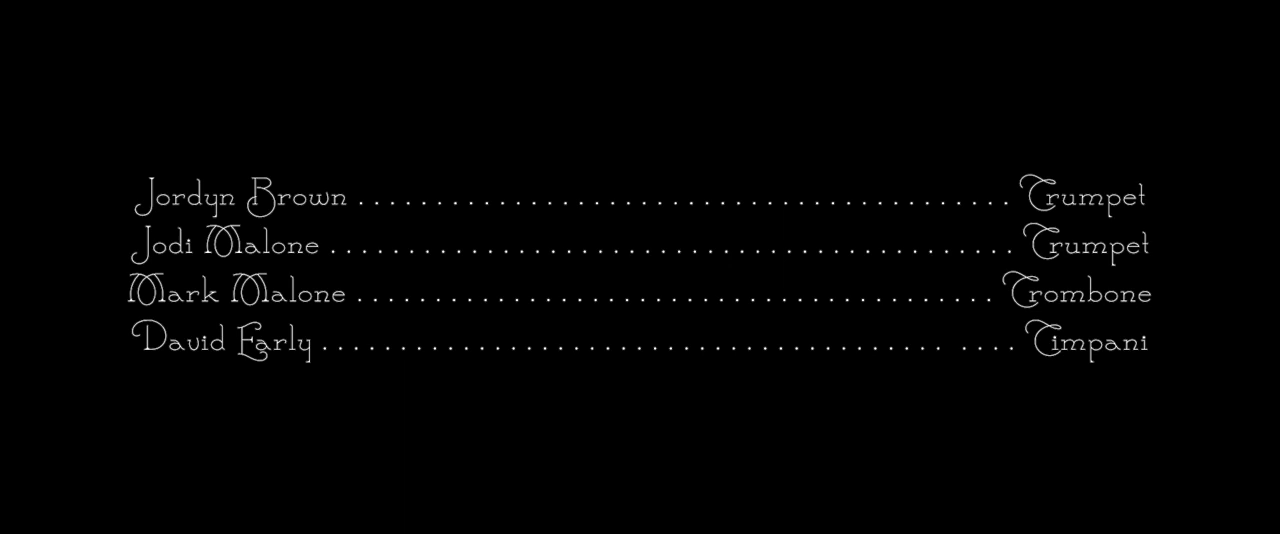 Jordyn Brown . . . . . . . . . . . . . . . . . . . . . . . . . . . . . . . . . . . . . . . . . . Trumpet
Jodi Malone . . . . . . . . . . . . . . . . . . . . . . . . . . . . . . . . . . . . . . . . . . . . Trumpet
Mark Malone . . . . . . . . . . . . . . . . . . . . . . . . . . . . . . . . . . . . . . . . . Trombone
David Early . . . . . . . . . . . . . . . . . . . . . . . . . . . . . . . . . . . . . . . . . . . . Timpani